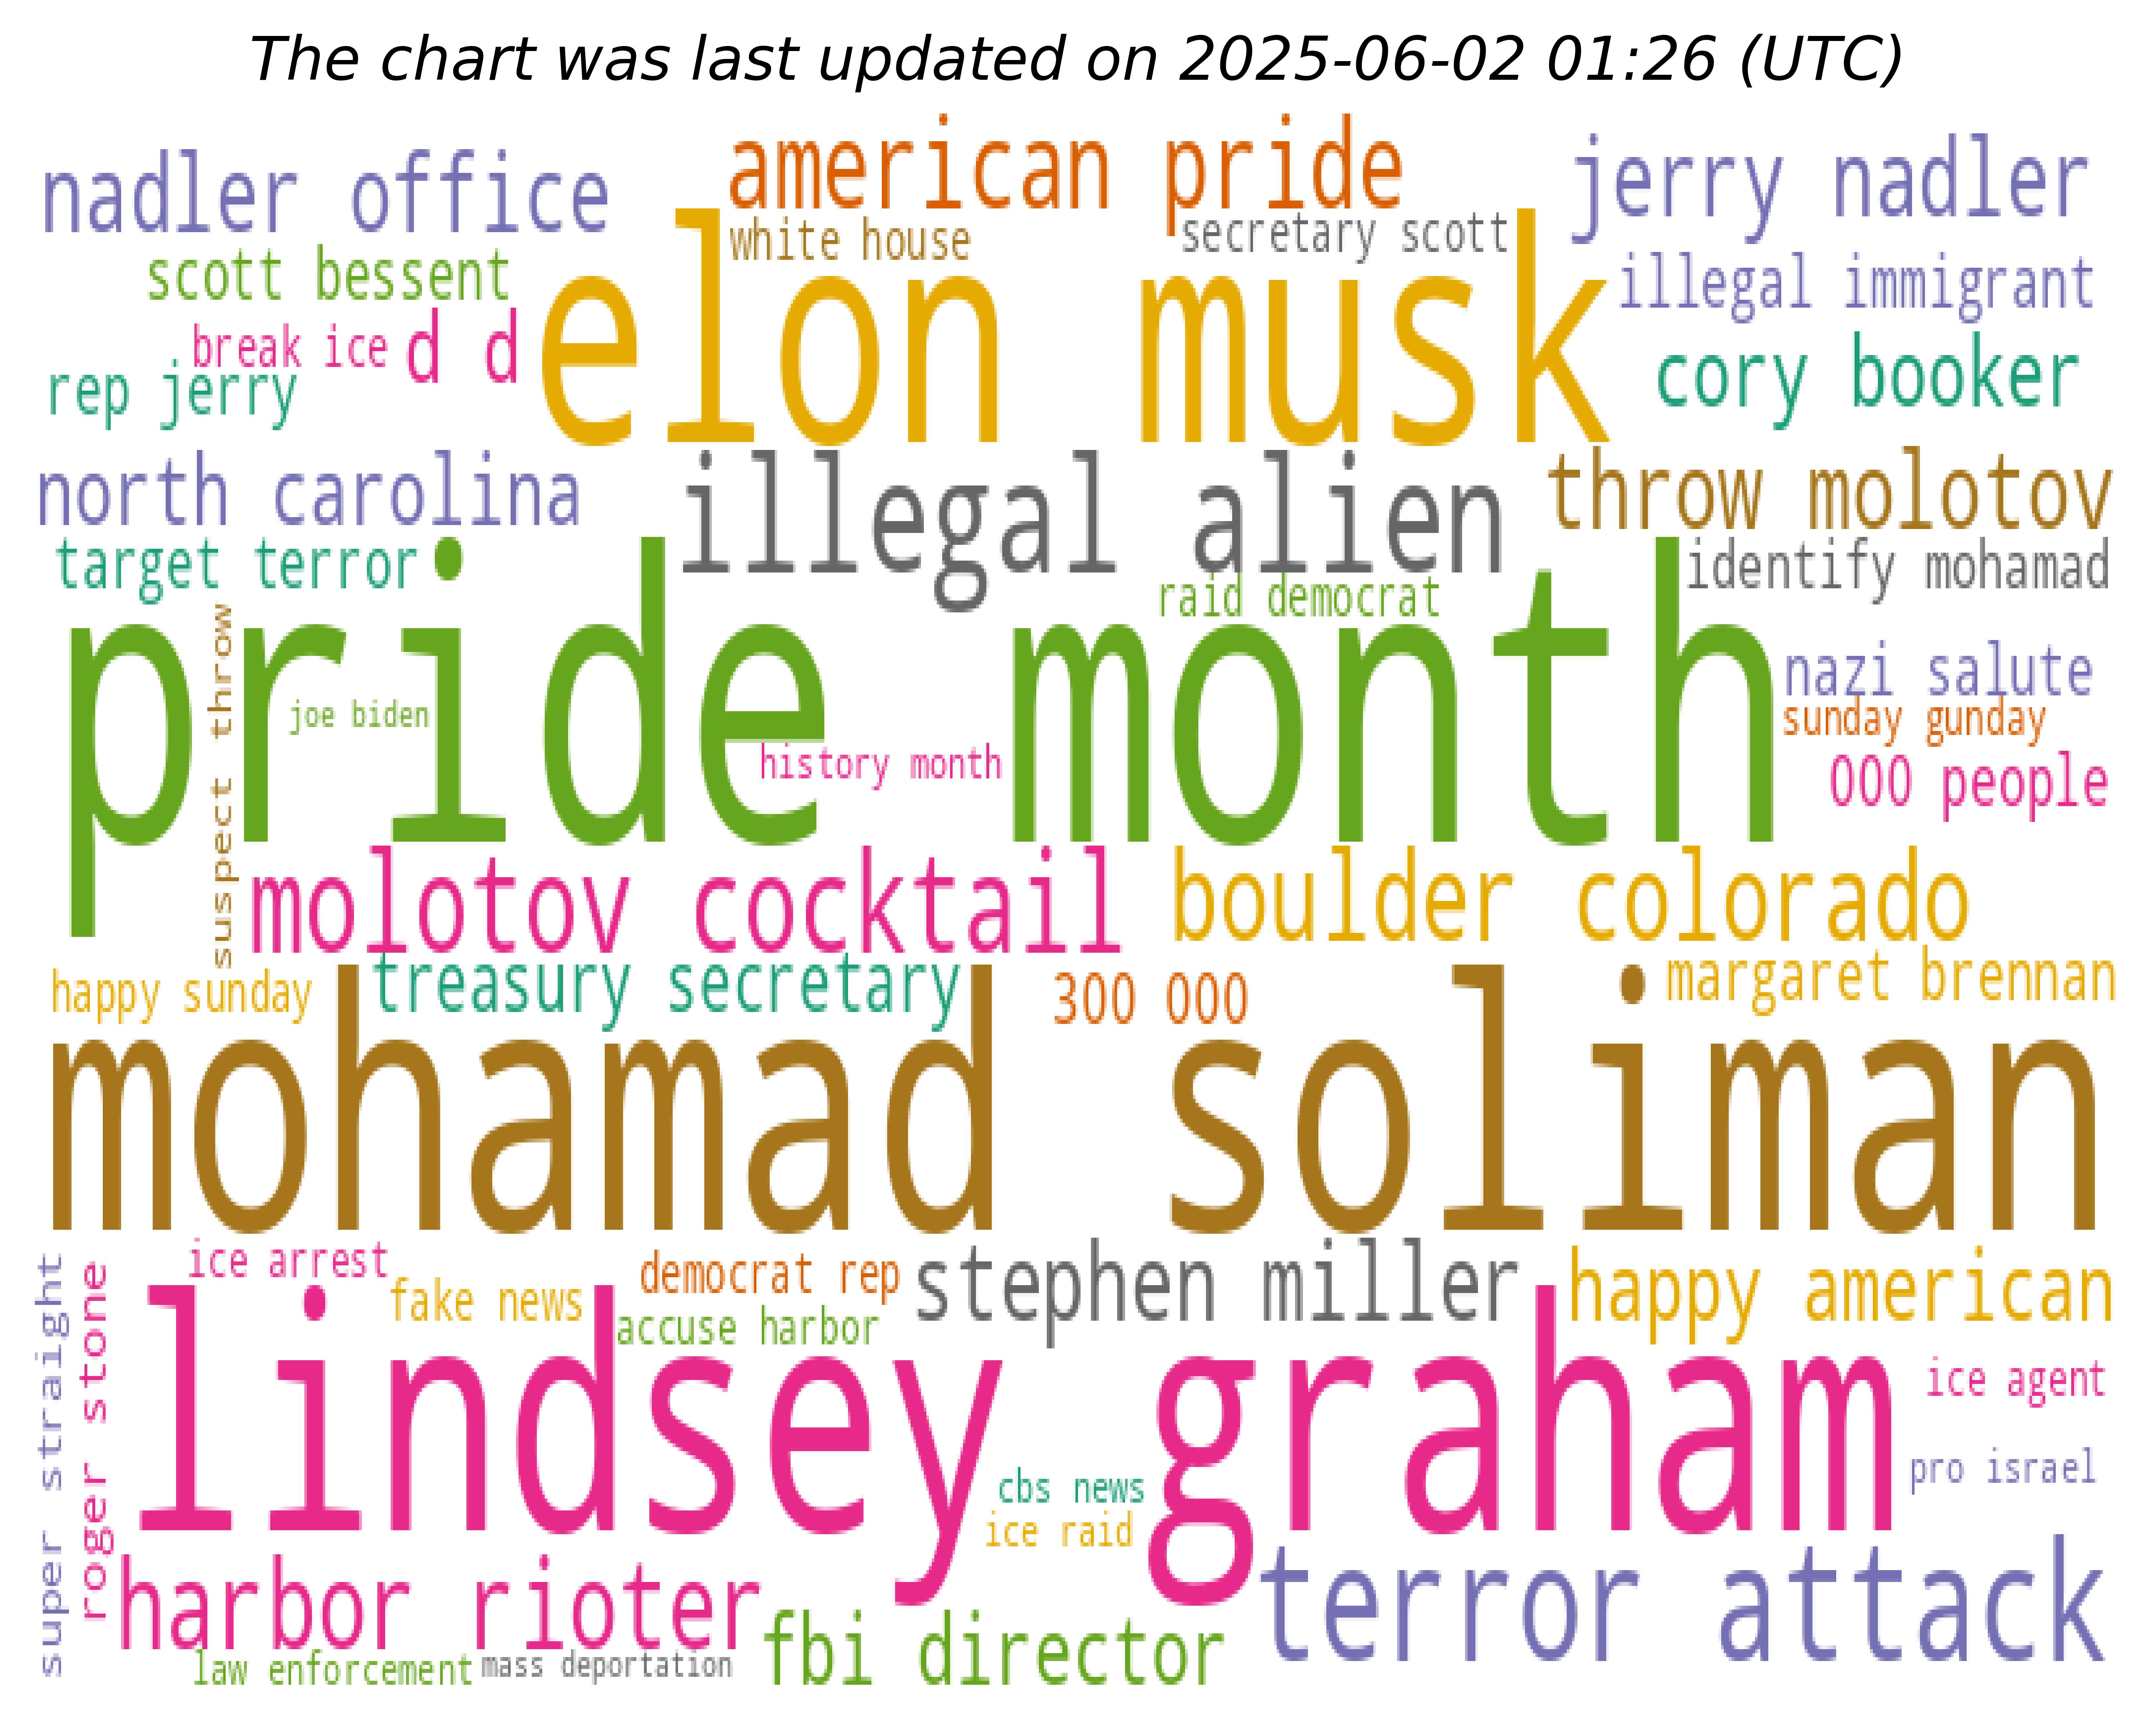 The chart was last updated on 2025-06-02 01:26 (UTC)
nadler office
american pride
jerry nadler
white house
secretary scott
scott bessent
elon musk
illegal immigrant
break ice
d d
rep jerry
cory booker
north carolina
illegal alien
throw molotov
target terror
identify mohamad
raid democrat
pride month
suspect throw
joe biden
history month
nazi salute
sunday gunday
000 people
molotov cocktail
boulder colorado
happy sunday
treasury secretary
300 000
margaret brennan
mohamad soliman
super straight
roger stone
ice arrest
fake news
democrat rep
accuse harbor
stephen miller
happy american
lindsey graham
ice agent
cbs news
pro israel
ice raid
harbor rioter
terror attack
fbi director
law enforcement
mass deportation